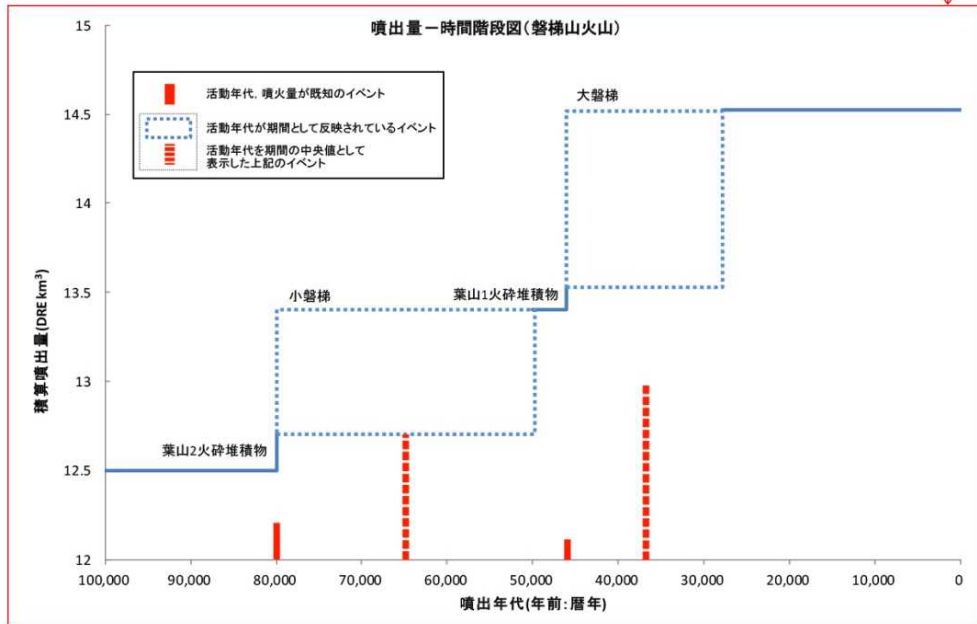 噴出量－時間階段図(磐梯山火山)
15
14.5
14
13.5
13
12.5
12
積算噴出量(DRE km³)
活動年代, 噴火量が既知のイベント
活動年代が期間として反映されているイベント
活動年代を期間の中央値として
表示した上記のイベント
大磐梯
小磐梯
葉山1火砕堆積物
葉山2火砕堆積物
100,000 90,000 80,000 70,000 60,000 50,000 40,000 30,000 20,000 10,000 0
噴出年代(年前:暦年)